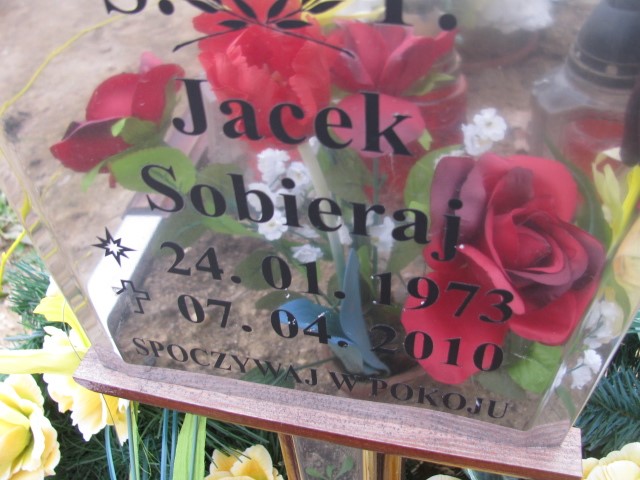 Ś. P.
Jacek
Sobieraj
24. 01. 1973
07. 04. 2010
SPOCZYWAJ W POKOJU